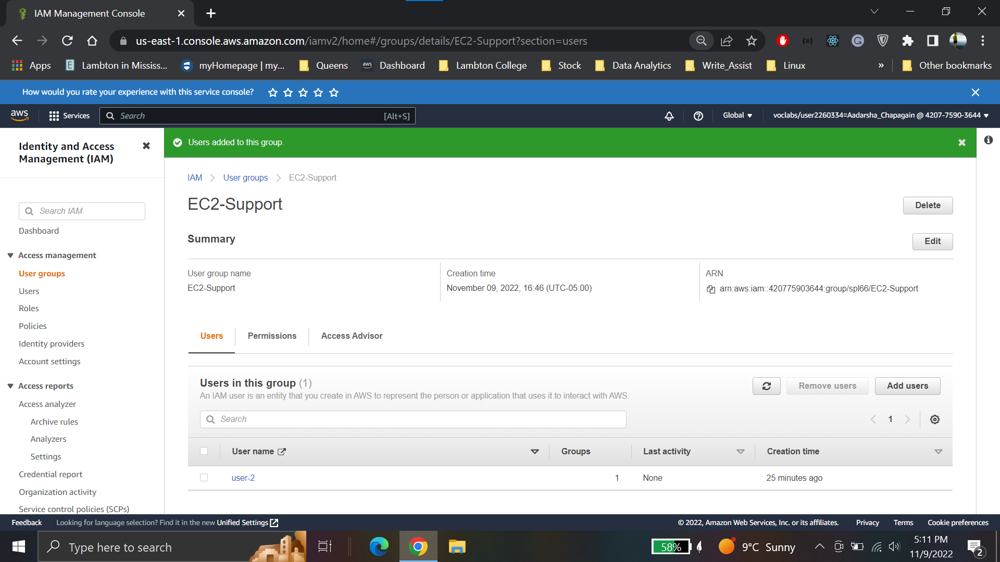 IAM Management Console
us-east-1.console.aws.amazon.com/iamv2/home#/groups/details/EC2-Support?section=users
Apps
Lambton in Mississ...
myHomepage | my...
Queens
aws
Dashboard
Lambton College
Stock
Data Analytics
Write_Assist
Linux
»
Other bookmarks
How would you rate your experience with this service console?
aws
Services
Search
[Alt+S]
Global
voclabs/user2260334=Aadarsha_Chapagain @ 4207-7590-3644
Identity and Access
Management (IAM)
Search IAM
Dashboard
Access management
User groups
Users
Roles
Policies
Identity providers
Account settings
Access reports
Access analyzer
Archive rules
Analyzers
Settings
Credential report
Organization activity
Service control policies (SCPs)
Users added to this group.
IAM
User groups
EC2-Support
EC2-Support
Delete
Summary
Edit
User group name
EC2-Support
Creation time
November 09, 2022, 16:46 (UTC-05:00)
ARN
arn:aws:iam::420775903644:group/spl66/EC2-Support
Users
Permissions
Access Advisor
Users in this group (1)
An IAM user is an entity that you create in AWS to represent the person or application that uses it to interact with AWS.
Remove users
Add users
Search
1
User name
Groups
Last activity
Creation time
user-2
1
None
25 minutes ago
Feedback
Looking for language selection? Find it in the new Unified Settings
© 2022, Amazon Web Services, Inc. or its affiliates.
Privacy
Terms
Cookie preferences
Type here to search
58%
9°C Sunny
5:11 PM
11/9/2022
2